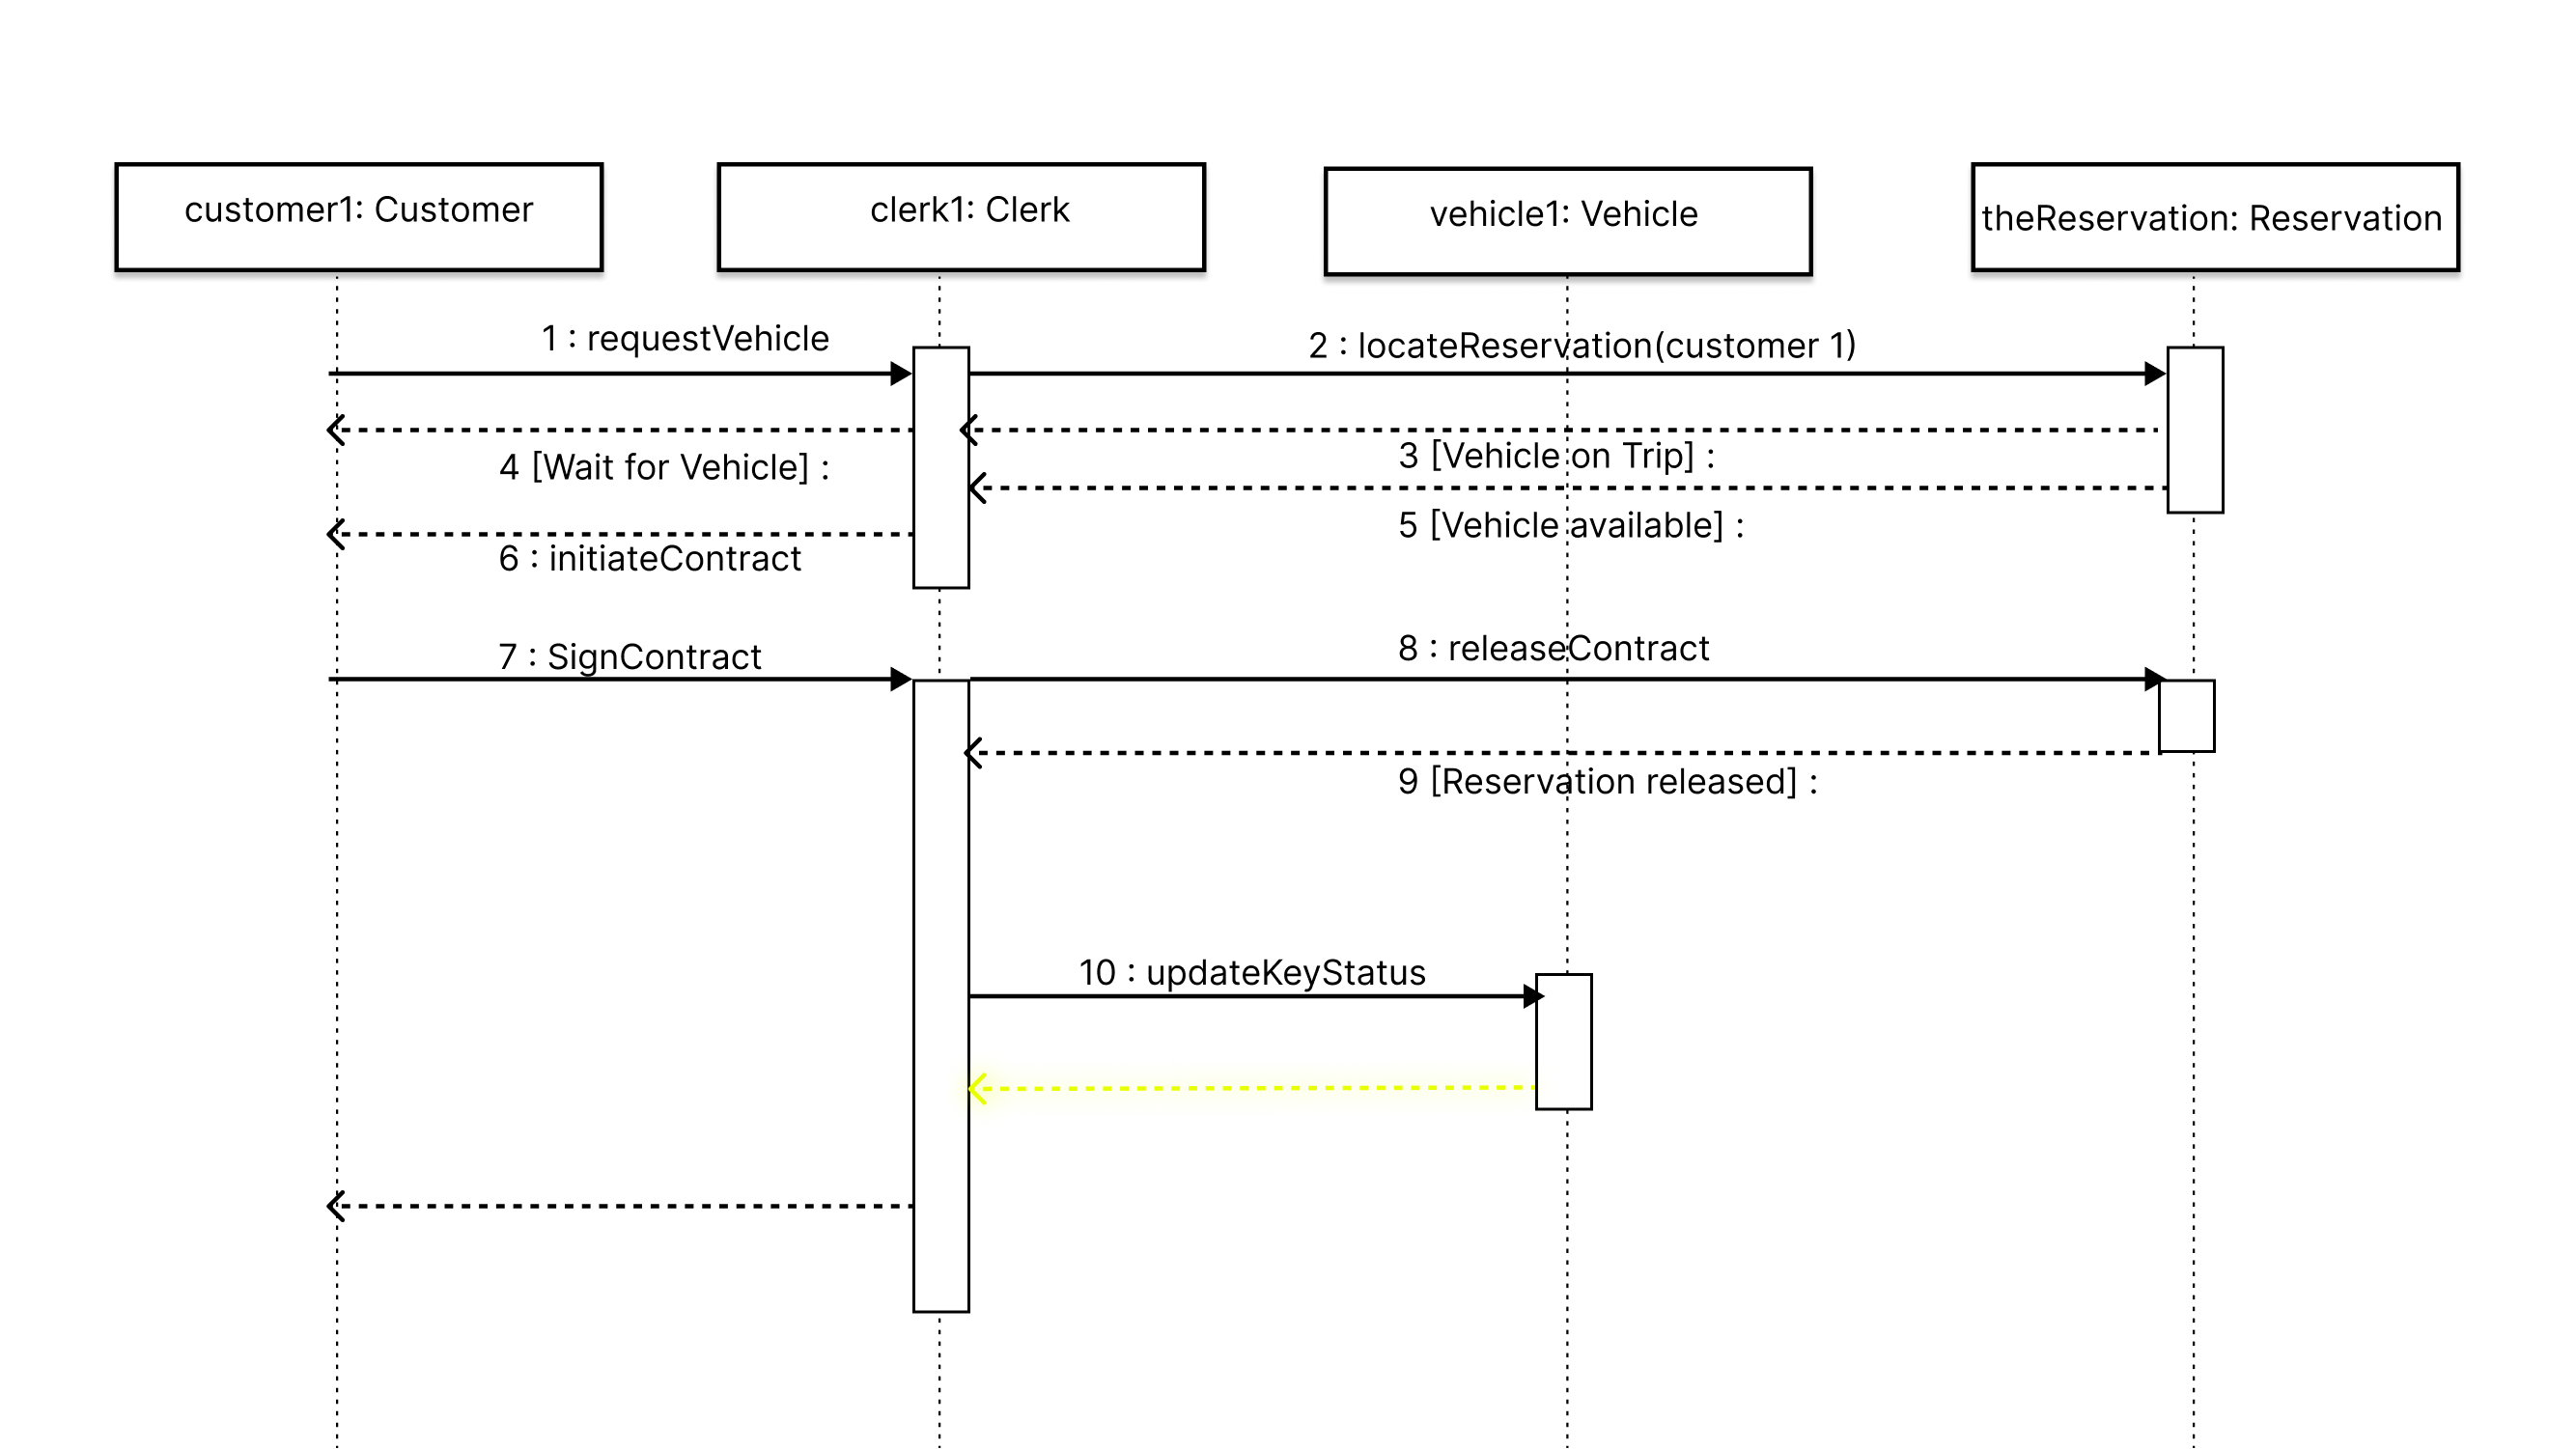 customer1: Customer
clerk1: Clerk
vehicle1: Vehicle
theReservation: Reservation
1 : requestVehicle
2 : locateReservation(customer 1)
3 [Vehicle on Trip] :
4 [Wait for Vehicle] :
5 [Vehicle available] :
6 : initiateContract
7 : SignContract
8 : releaseContract
9 [Reservation released] :
10 : updateKeyStatus